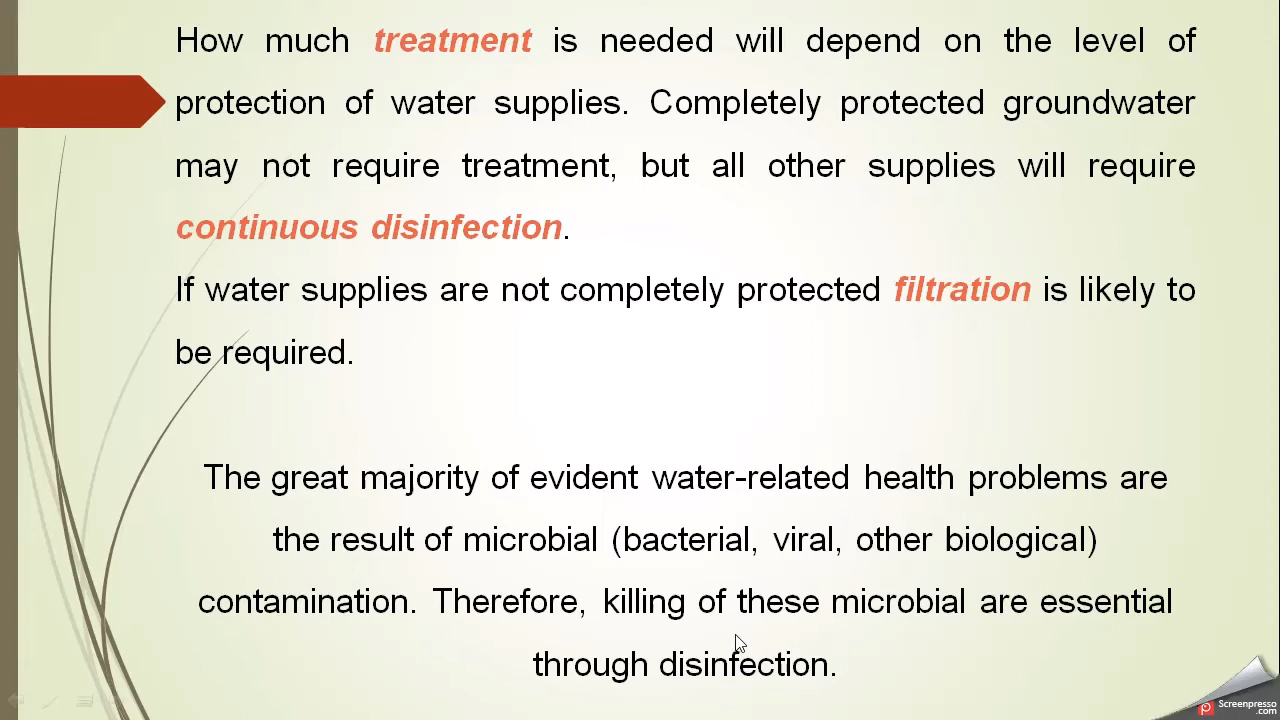 How much treatment is needed will depend on the level of
protection of water supplies. Completely protected groundwater
may not require treatment, but all other supplies will require
continuous disinfection.
If water supplies are not completely protected filtration is likely to
be required.
The great majority of evident water-related health problems are
the result of microbial (bacterial, viral, other biological)
contamination. Therefore, killing of these microbial are essential
through disinfection.
Screenpresso
.com